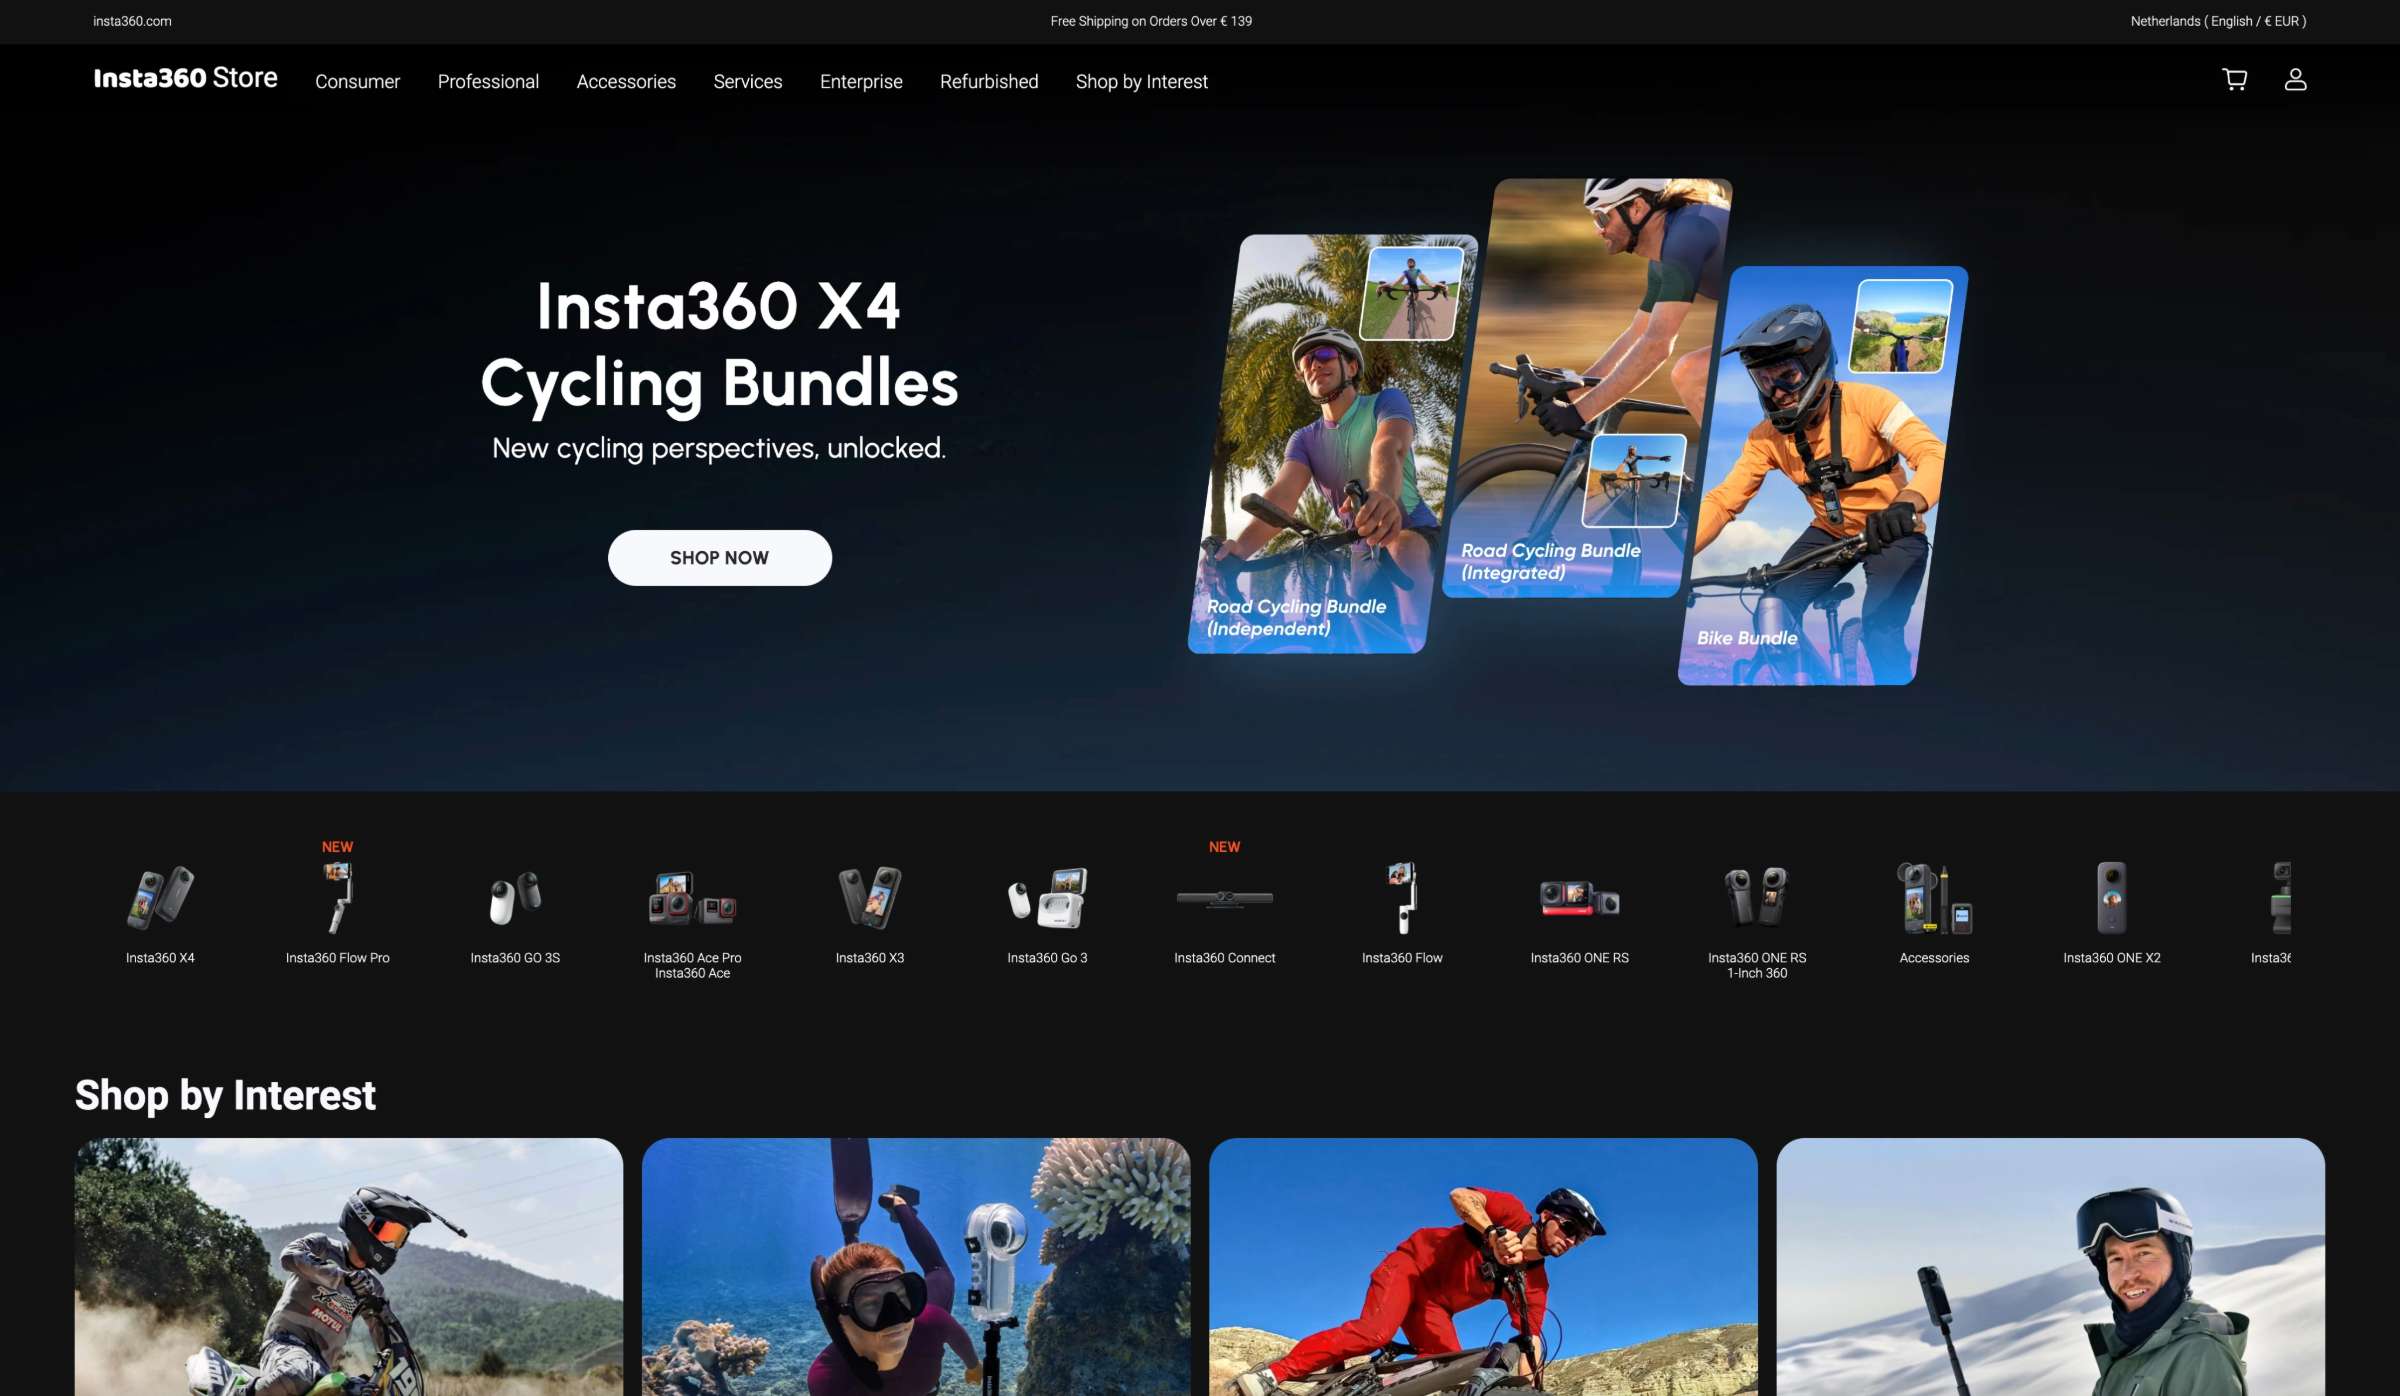 insta360.com
Free Shipping on Orders Over € 139
Netherlands ( English / € EUR )
Insta360 Store
Consumer
Professional
Accessories
Services
Enterprise
Refurbished
Shop by Interest
Insta360 X4
Cycling Bundles
New cycling perspectives, unlocked.
SHOP NOW
Road Cycling Bundle
(Independent)
Road Cycling Bundle
(Integrated)
Bike Bundle
Insta360 X4
NEW
Insta360 Flow Pro
Insta360 GO 3S
Insta360 Ace Pro
Insta360 Ace
Insta360 X3
Insta360 Go 3
NEW
Insta360 Connect
Insta360 Flow
Insta360 ONE RS
Insta360 ONE RS
1-Inch 360
Accessories
Insta360 ONE X2
Shop by Interest
MOTUL